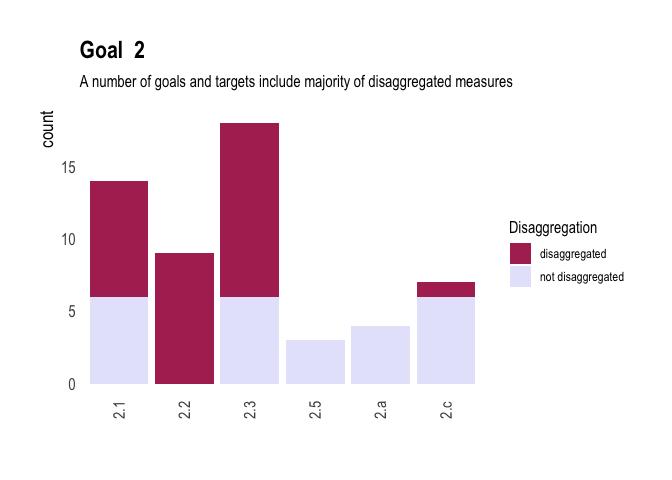 Goal  2
A number of goals and targets include majority of disaggregated measures
count
15
10
5
0
2.1
2.2
2.3
2.5
2.a
2.c
Disaggregation
disaggregated
not disaggregated